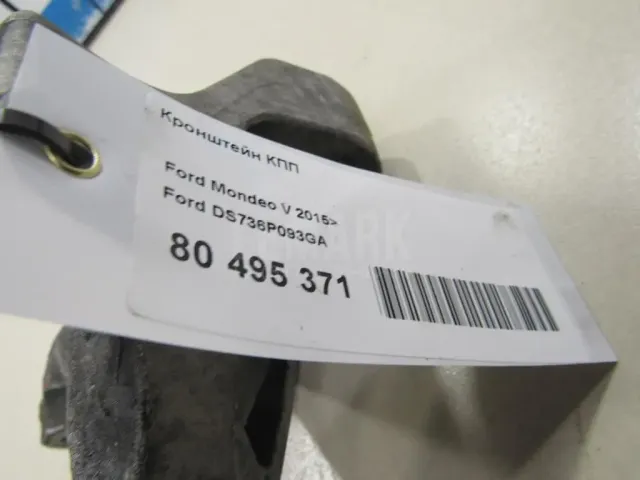 Кронштейн КПП
Ford Mondeo V 2015>
Ford DS736P093GA
80 495 371